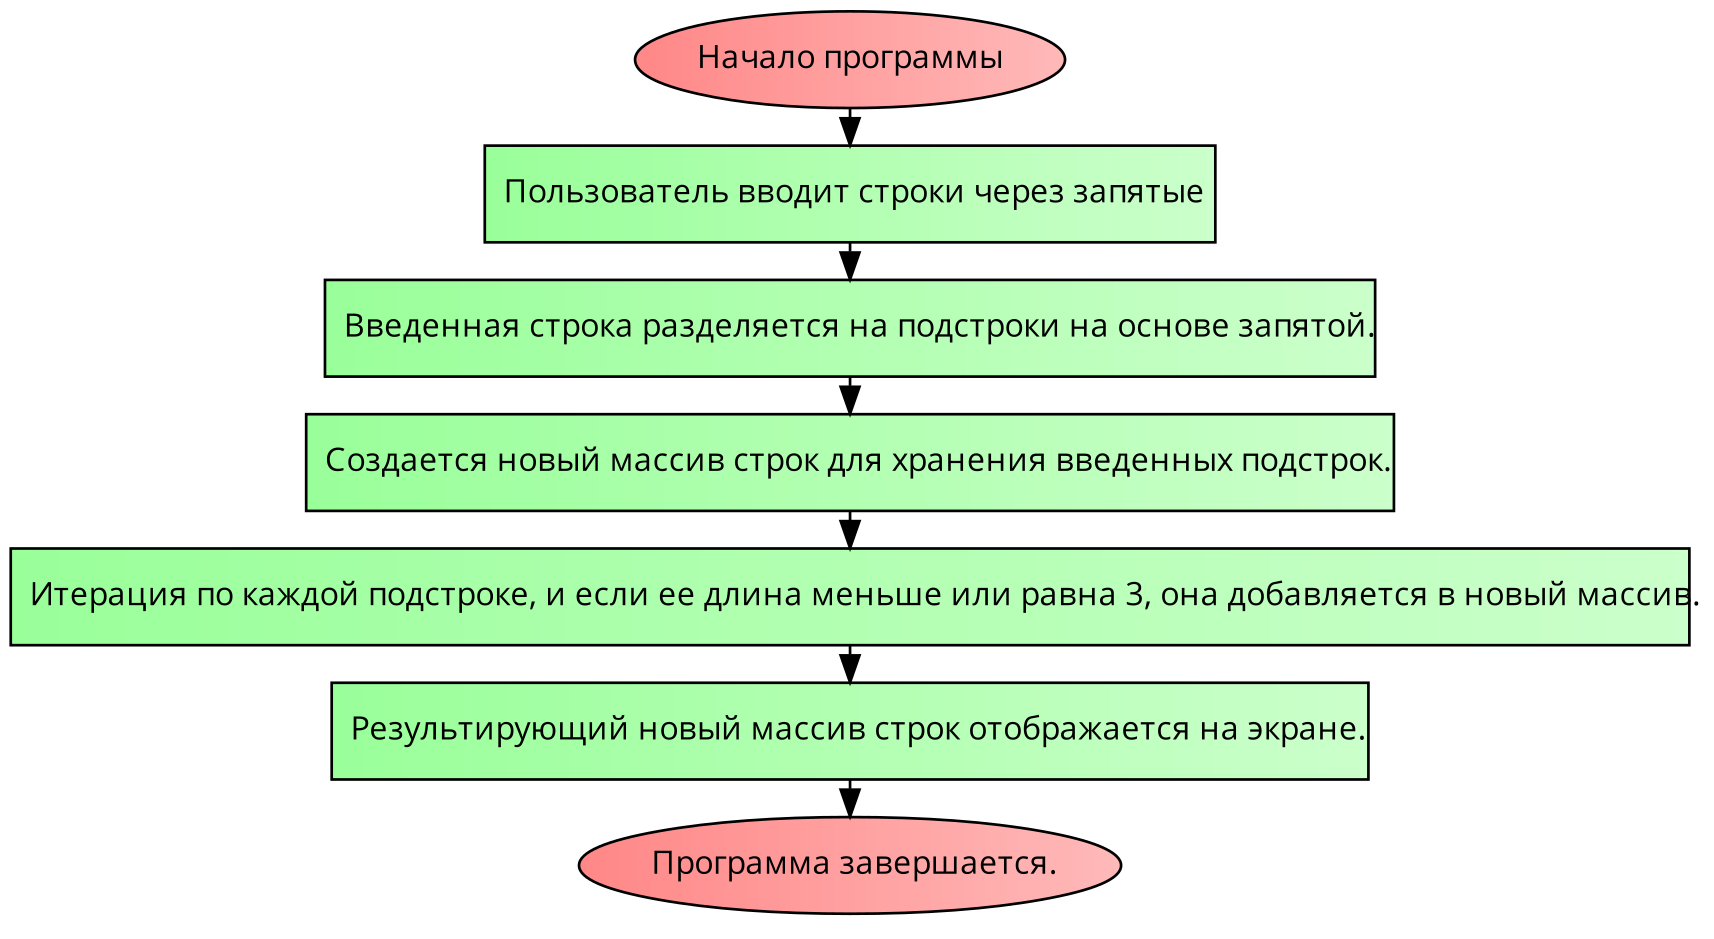 Начало программы
Пользователь вводит строки через запятые
Введенная строка разделяется на подстроки на основе запятой.
Создается новый массив строк для хранения введенных подстрок.
Итерация по каждой подстроке, и если ее длина меньше или равна 3, она добавляется в новый массив.
Результирующий новый массив строк отображается на экране.
Программа завершается.